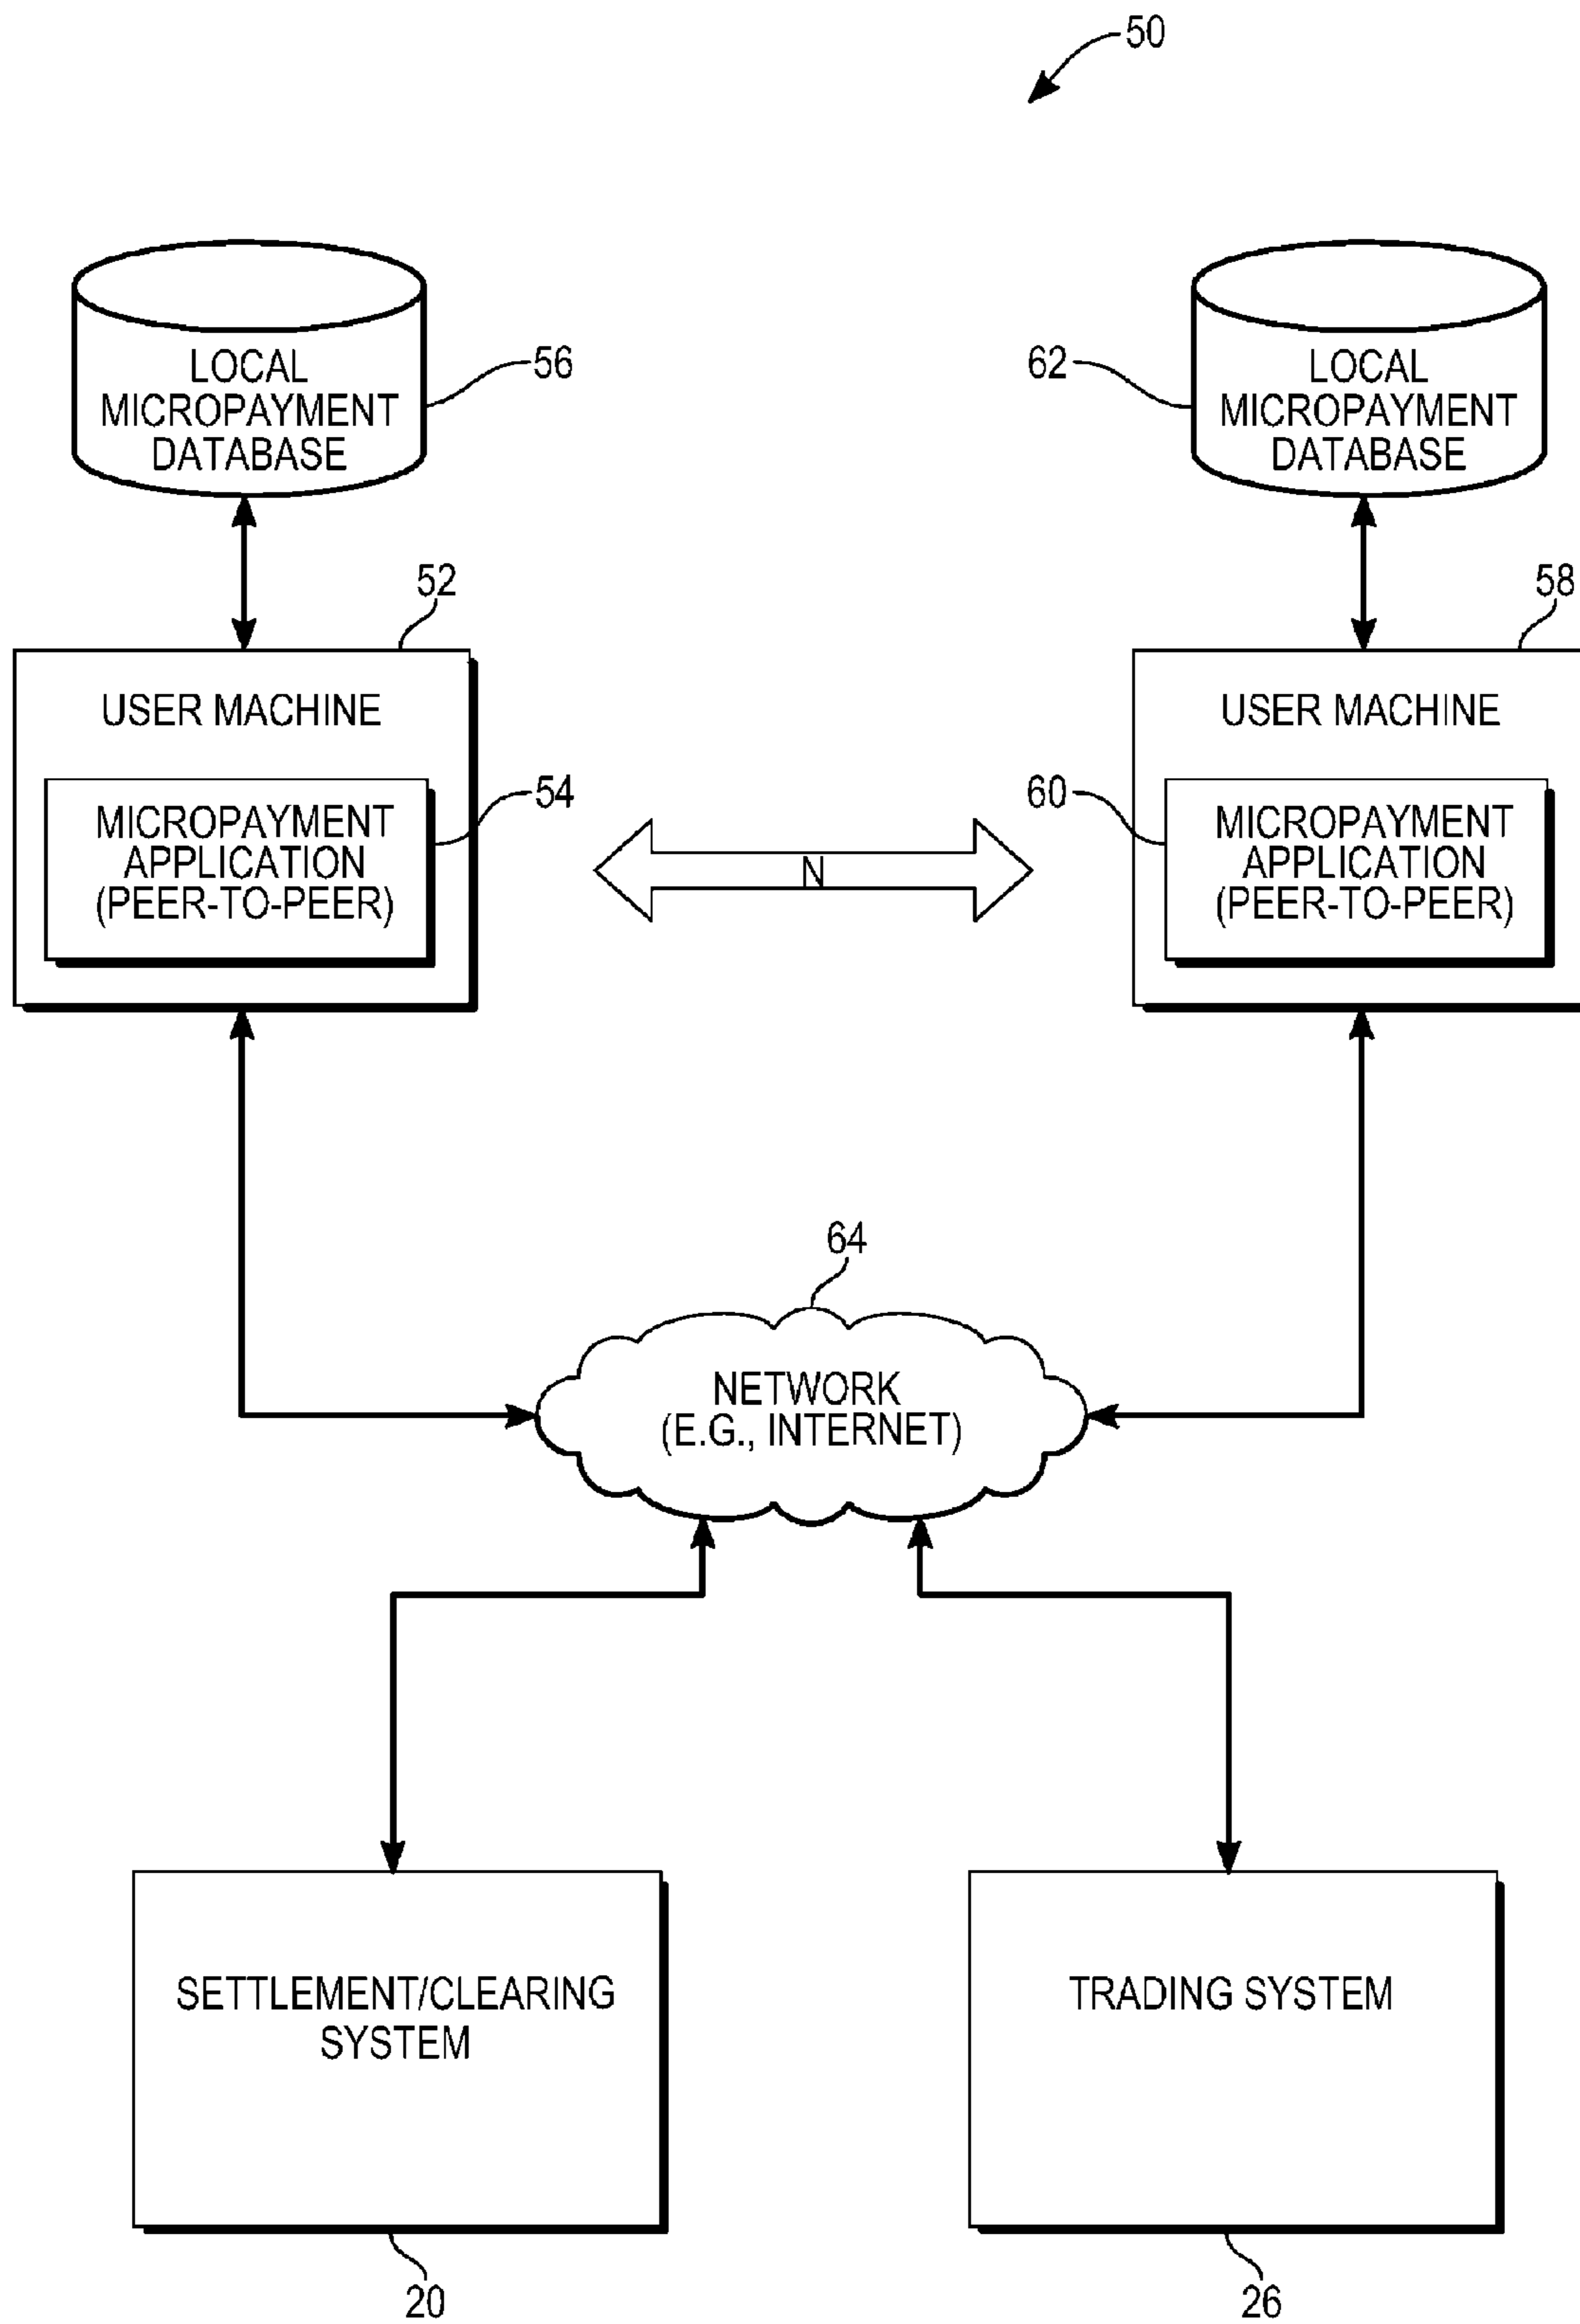 50
LOCAL
MICROPAYMENT
DATABASE
56
62
LOCAL
MICROPAYMENT
DATABASE
52
58
USER MACHINE
MICROPAYMENT
APPLICATION
(PEER-TO-PEER)
54
N
60
USER MACHINE
MICROPAYMENT
APPLICATION
(PEER-TO-PEER)
64
NETWORK
(E.G., INTERNET)
SETTLEMENT/CLEARING
SYSTEM
TRADING SYSTEM
20
26